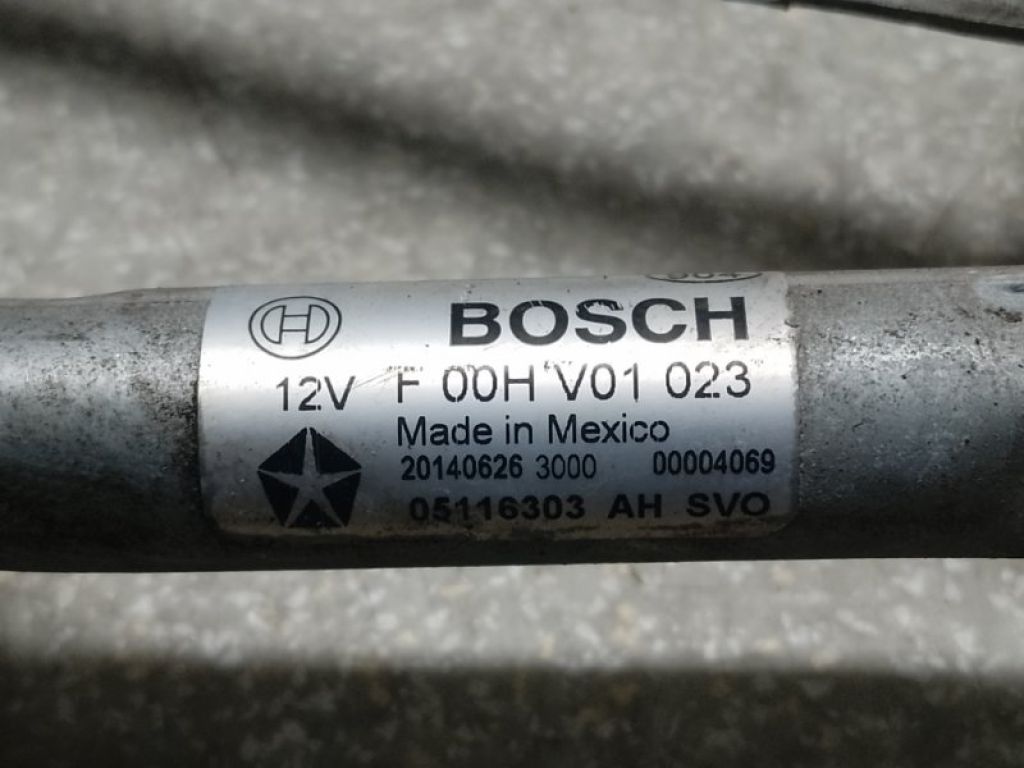 BOSCH
12V F 00H V01 023
Made in Mexico
20140626 3000 00004069
05116303 AH SVO